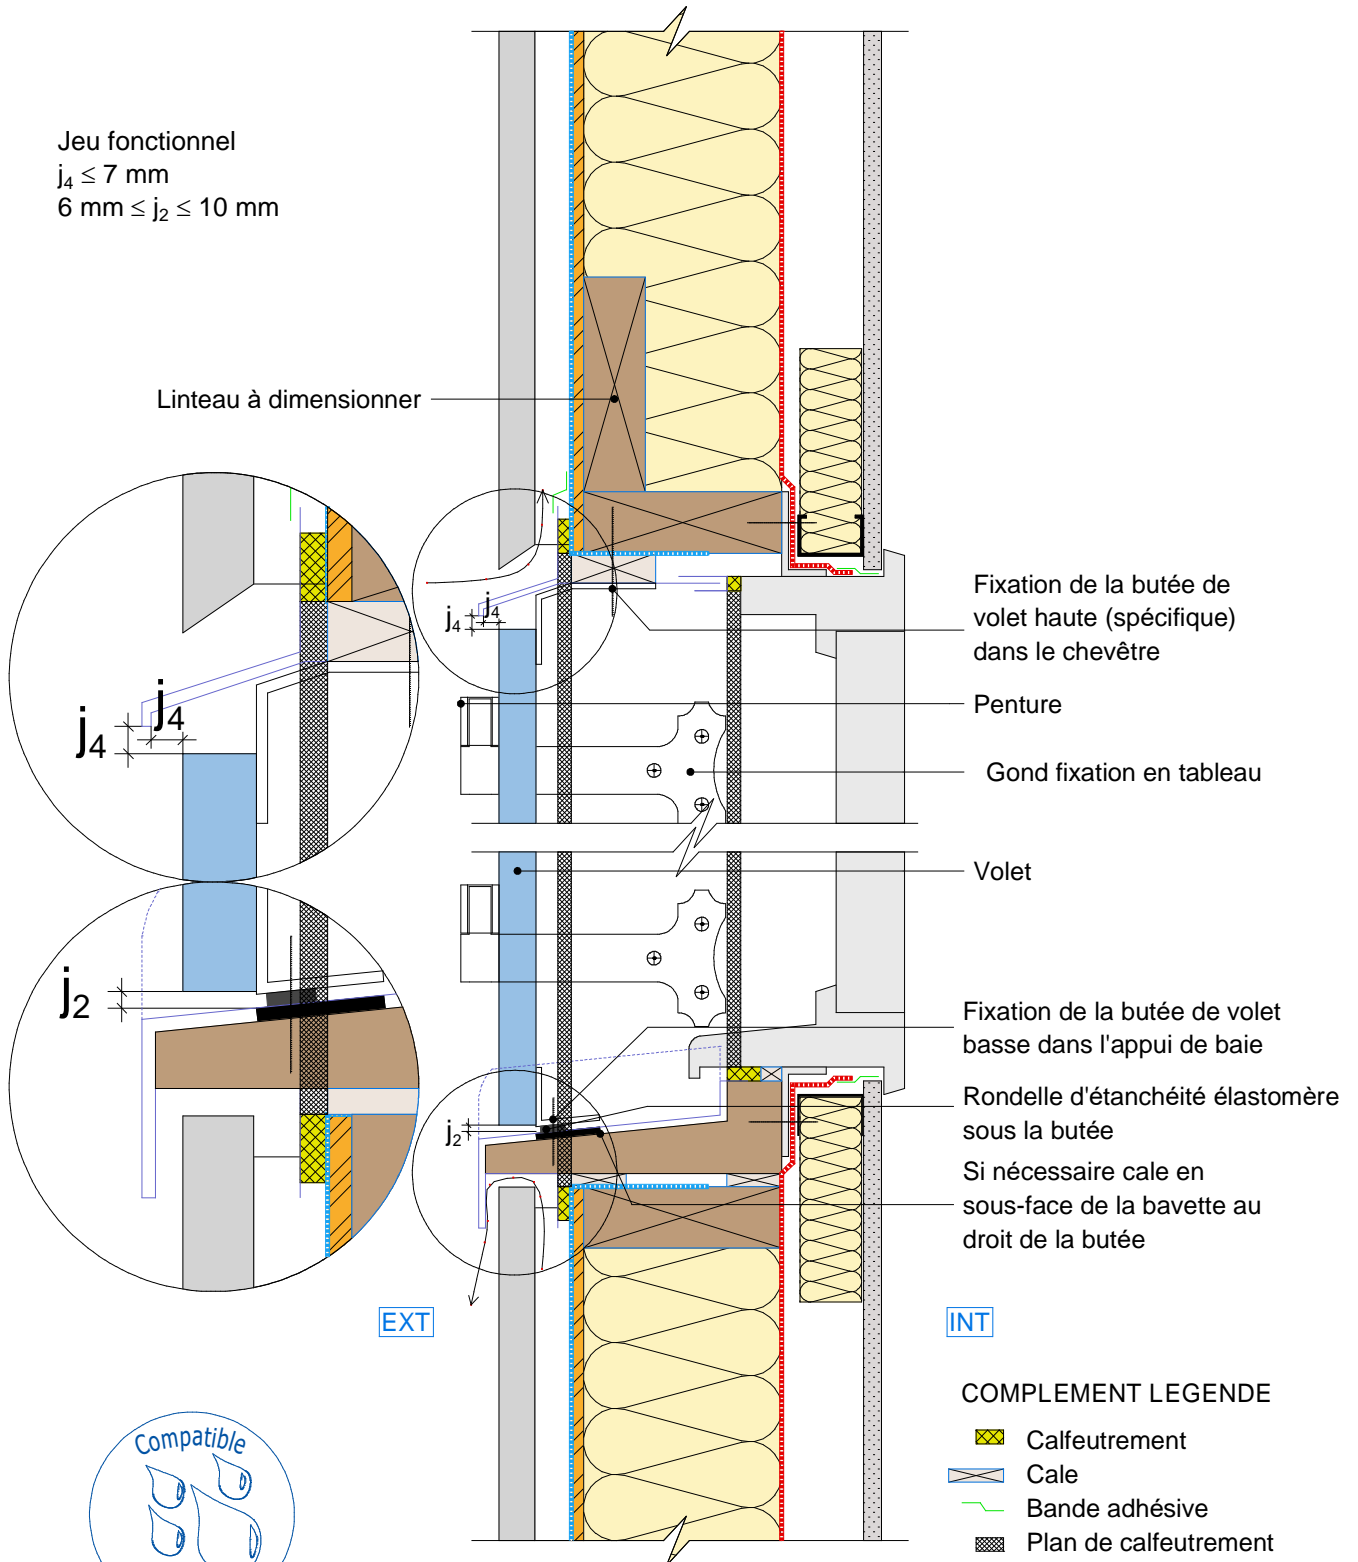 Jeu fonctionnel
j4 ≤ 7 mm
6 mm ≤ j2 ≤ 10 mm
Linteau à dimensionner
j4
j4
j4
j4
Fixation de la butée de
volet haute (spécifique)
dans le chevêtre
Penture
Gond fixation en tableau
Volet
j2
j2
Fixation de la butée de volet
basse dans l'appui de baie
Rondelle d'étanchéité élastomère
sous la butée
Si nécessaire cale en
sous-face de la bavette au
droit de la butée
EXT
INT
COMPLEMENT LEGENDE
Calfeutrement
Cale
Bande adhésive
Plan de calfeutrement
Compatible